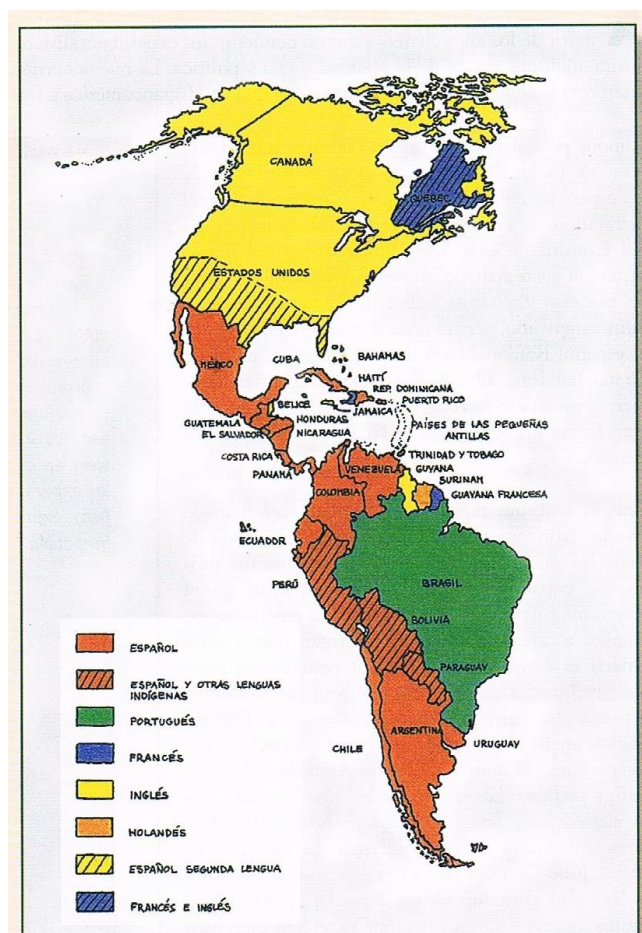 CANADÁ
QUEBEC
ESTADOS UNIDOS
MÉXICO
CUBA
BAHAMAS
HAITÍ
REP. DOMINICANA
PUERTO RICO
JAMAICA
BELICE
GUATEMALA
HONDURAS
EL SALVADOR
NICARAGUA
PAÍSES DE LAS PEQUEÑAS
ANTILLAS
COSTA RICA
TRINIDAD Y TOBAGO
PANAMÁ
VENEZUELA
GUYANA
SURINAM
COLOMBIA
GUAYANA FRANCESA
ECUADOR
PERÚ
BRASIL
BOLIVIA
PARAGUAY
ARGENTINA
CHILE
URUGUAY
ESPAÑOL
ESPAÑOL Y OTRAS LENGUAS
INDÍGENAS
PORTUGUÉS
FRANCÉS
INGLÉS
HOLANDÉS
ESPAÑOL SEGUNDA LENGUA
FRANCÉS E INGLÉS